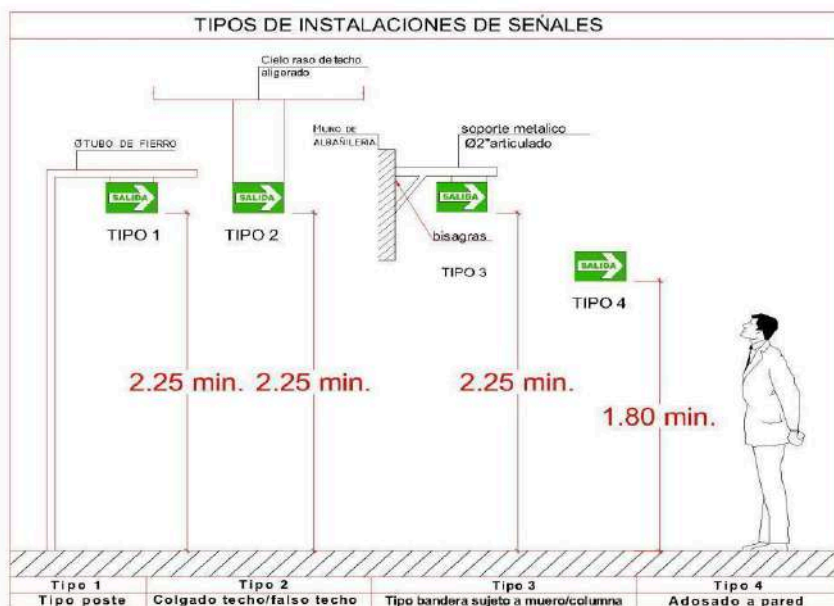 TIPOS DE INSTALACIONES DE SEÑALES
Cielo raso de techo
aligorado
MURO DE
ALBAÑILERIA
soporte metalico
Ø2" articulado
ØTUBO DE FIERRO
SALIDA
SALIDA
SALIDA
TIPO 1
TIPO 2
bisagras
TIPO 3
SALIDA
TIPO 4
2.25 min.
2.25 min.
2.25 min.
1.80 min.
Tipo 1
Tipo 2
Tipo 3
Tipo 4
Tipo poste
Colgado techo/falso techo
Tipo bandera sujeto a muero/columna
Adosado a pared